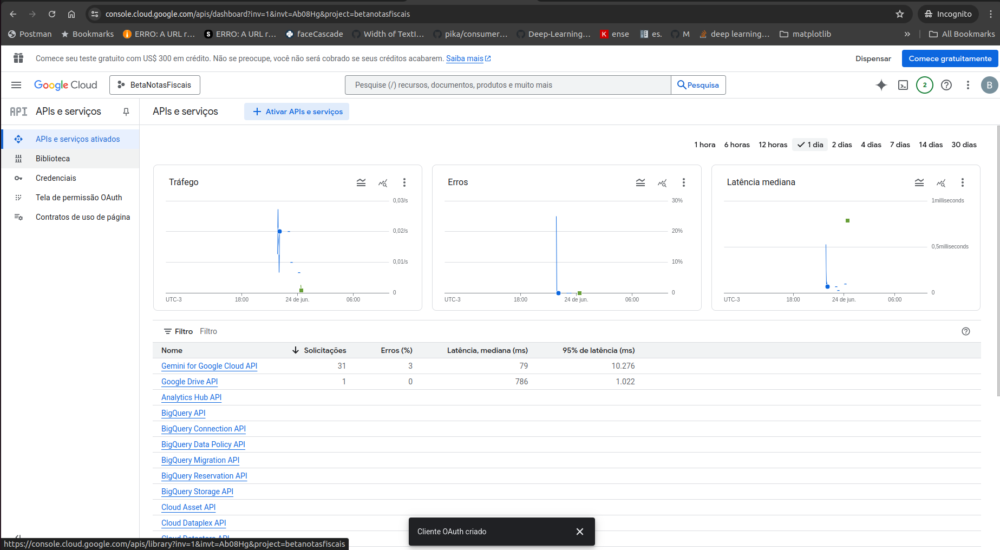 console.cloud.google.com/apis/dashboard?inv=1&invt=Ab08Hg&project=betanotasfiscais
Incognito
Postman Bookmarks ERRO: A URL r... ERRO: A URL r... faceCascade Width of TextI... pika/consumer... Deep-Learning... ense es. M deep learning... matplotlib » All Bookmarks
Comece seu teste gratuito com US$ 300 em crédito. Não se preocupe, você não será cobrado se seus créditos acabarem. Saiba mais
Dispensar Comece gratuitamente
Google Cloud BetaNotasFiscais Pesquise (/) recursos, documentos, produtos e muito mais Pesquisa 2 B
API APIs e serviços
APIs e serviços Ativar APIs e serviços
APIs e serviços ativados
Biblioteca
Credenciais
Tela de permissão OAuth
Contratos de uso de página
1 hora 6 horas 12 horas 1 dia 2 dias 4 dias 7 dias 14 dias 30 dias
Tráfego
0,03/s
0,02/s
0,01/s
0
UTC-3 18:00 24 de jun. 06:00
Erros
30%
20%
10%
0
UTC-3 18:00 24 de jun. 06:00
Latência mediana
1milliseconds
0,5milliseconds
0
UTC-3 18:00 24 de jun. 06:00
Filtro Filtro
Nome Solicitações Erros (%) Latência, mediana (ms) 95% de latência (ms)
Gemini for Google Cloud API 31 3 79 10.276
Google Drive API 1 0 786 1.022
Analytics Hub API
BigQuery API
BigQuery Connection API
BigQuery Data Policy API
BigQuery Migration API
BigQuery Reservation API
BigQuery Storage API
Cloud Asset API
Cloud Dataplex API
Cloud Datastore API
Cliente OAuth criado
https://console.cloud.google.com/apis/library?inv=1&invt=Ab08Hg&project=betanotasfiscais